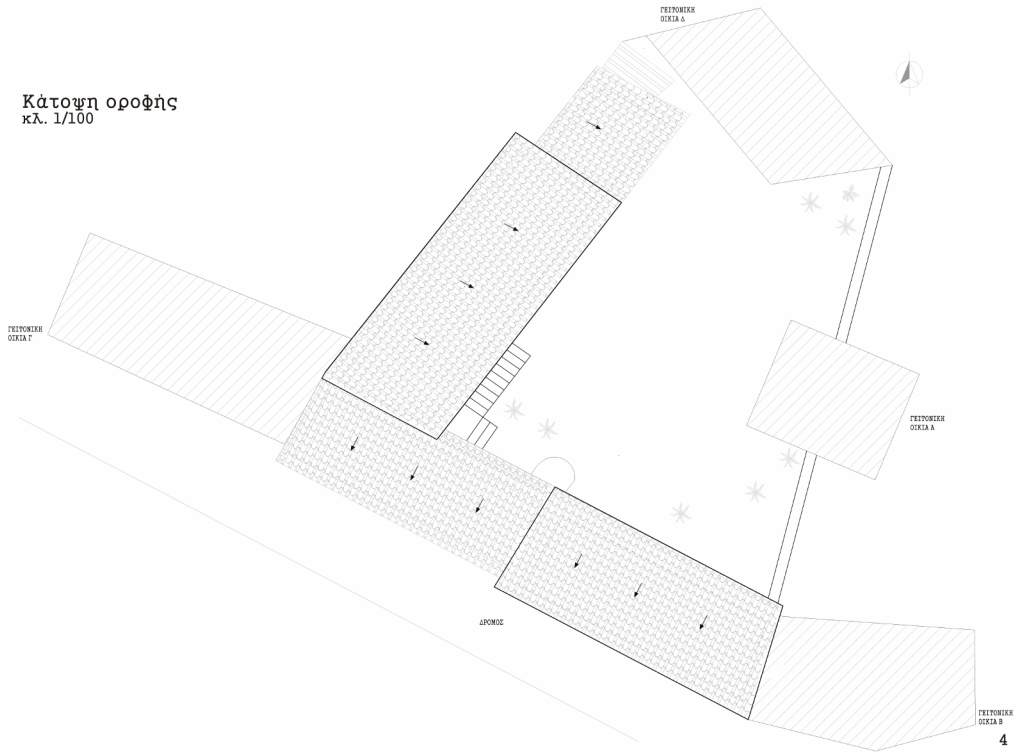 ΓΕΙΤΟΝΙΚΗ
ΟΙΚΙΑ Δ
Κάτοψη οροφής
κλ. 1/100
ΓΕΙΤΟΝΙΚΗ
ΟΙΚΙΑ Γ
ΓΕΙΤΟΝΙΚΗ
ΟΙΚΙΑ Α
ΔΡΟΜΟΣ
ΓΕΙΤΟΝΙΚΗ
ΟΙΚΙΑ Β
4